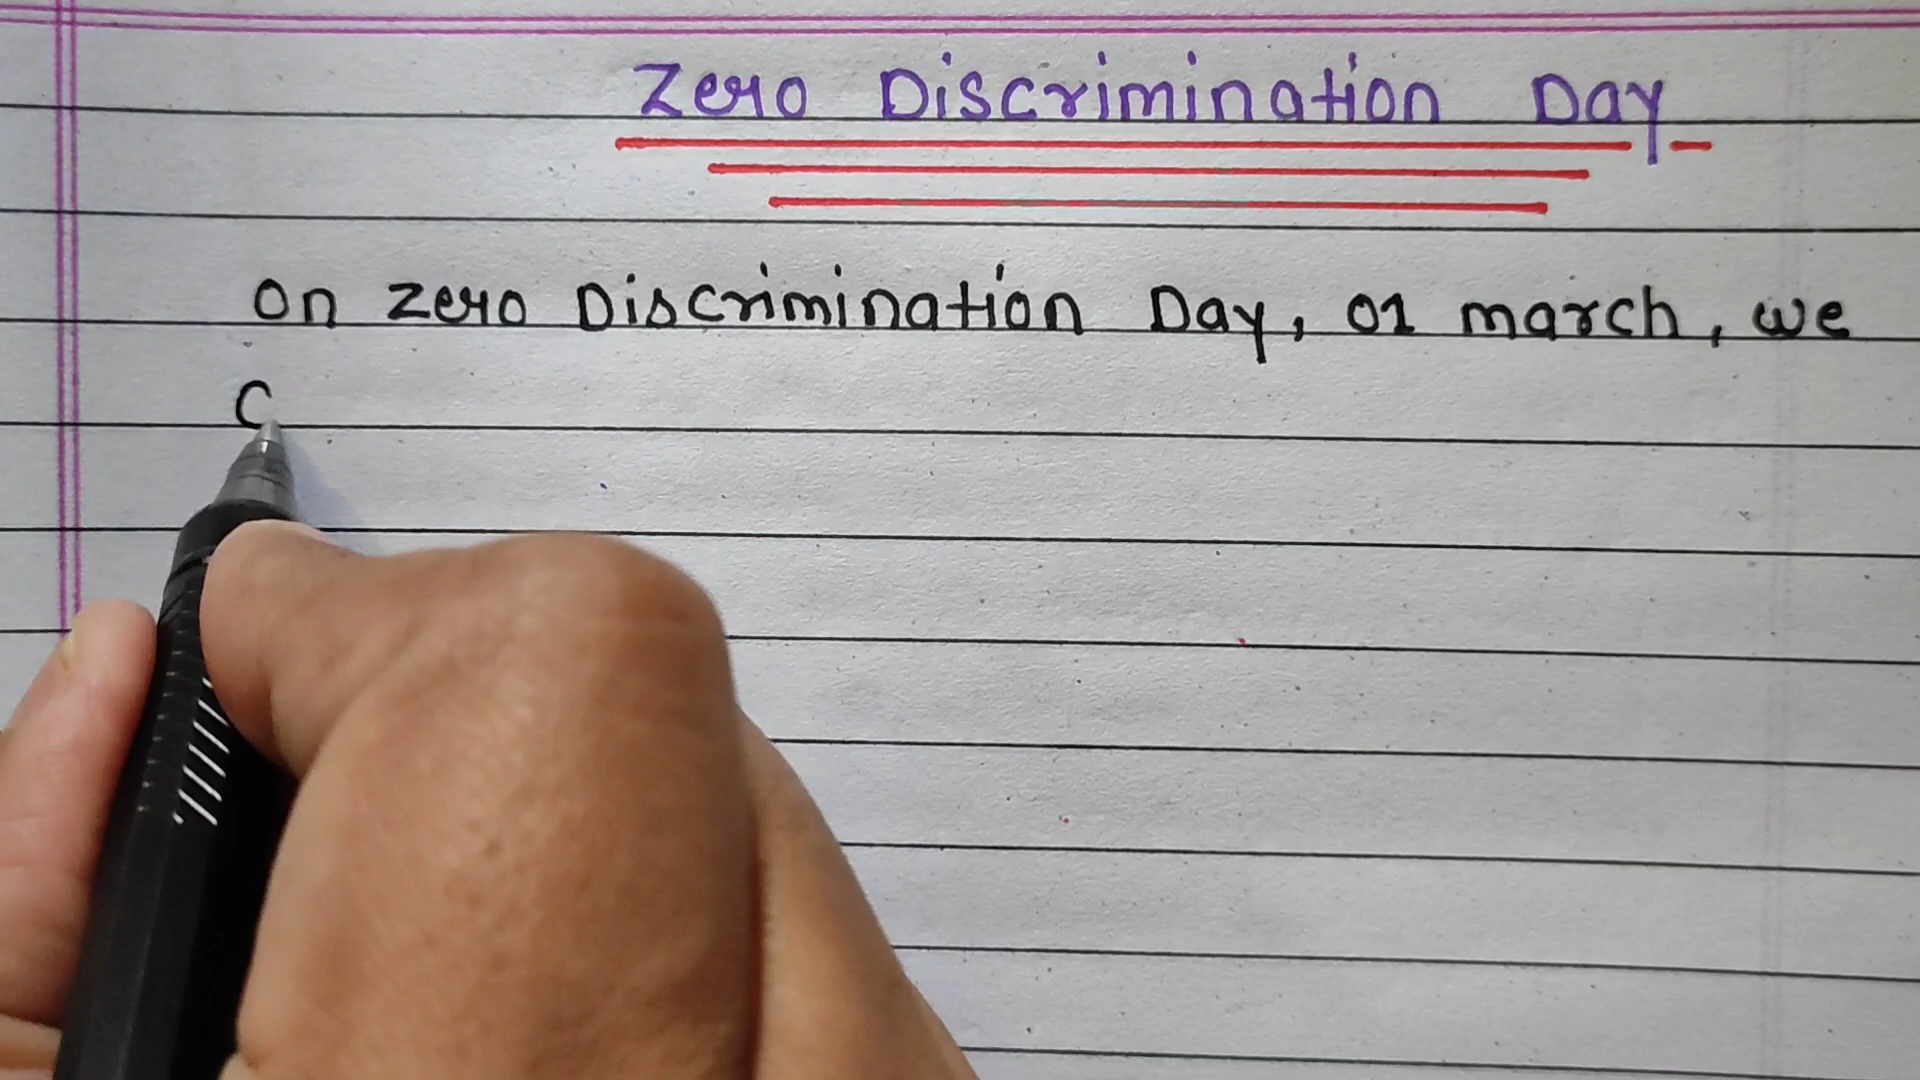 Zero Discrimination Day
On Zero Discrimination Day, 01 march, we
C